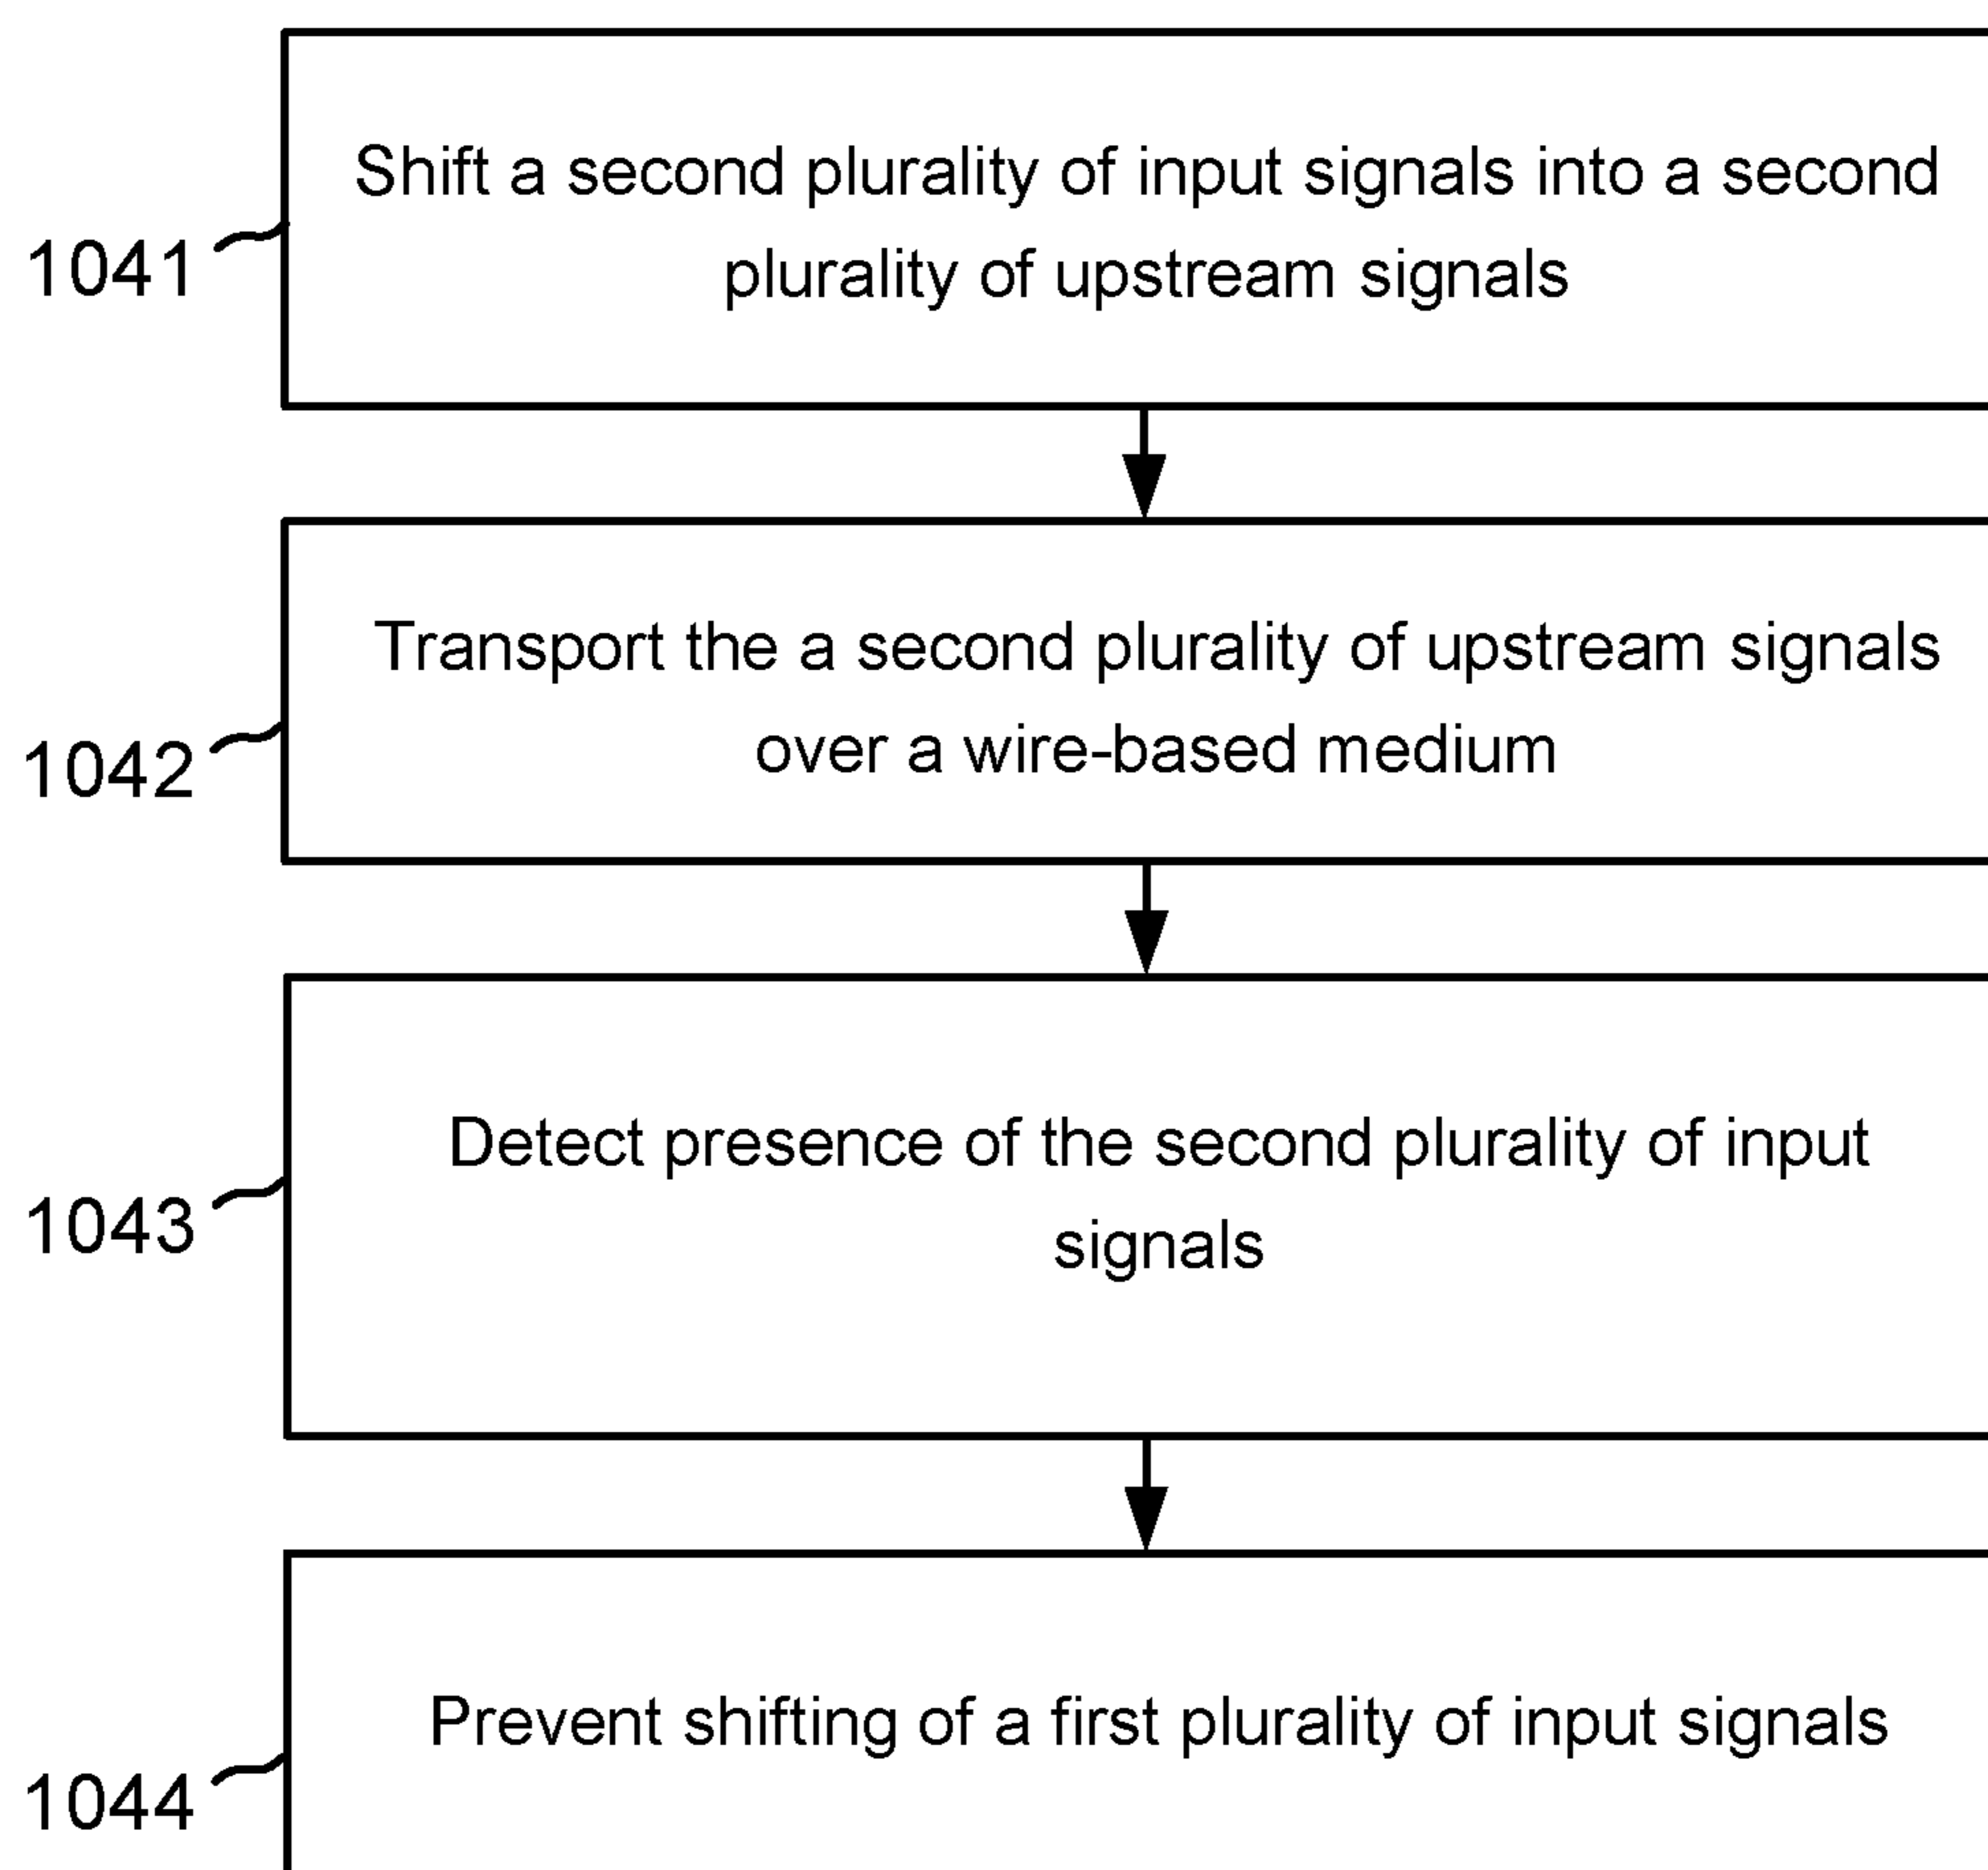 Shift a second plurality of input signals into a second
plurality of upstream signals
1041
Transport the a second plurality of upstream signals
over a wire-based medium
1042
Detect presence of the second plurality of input
signals
1043
Prevent shifting of a first plurality of input signals
1044